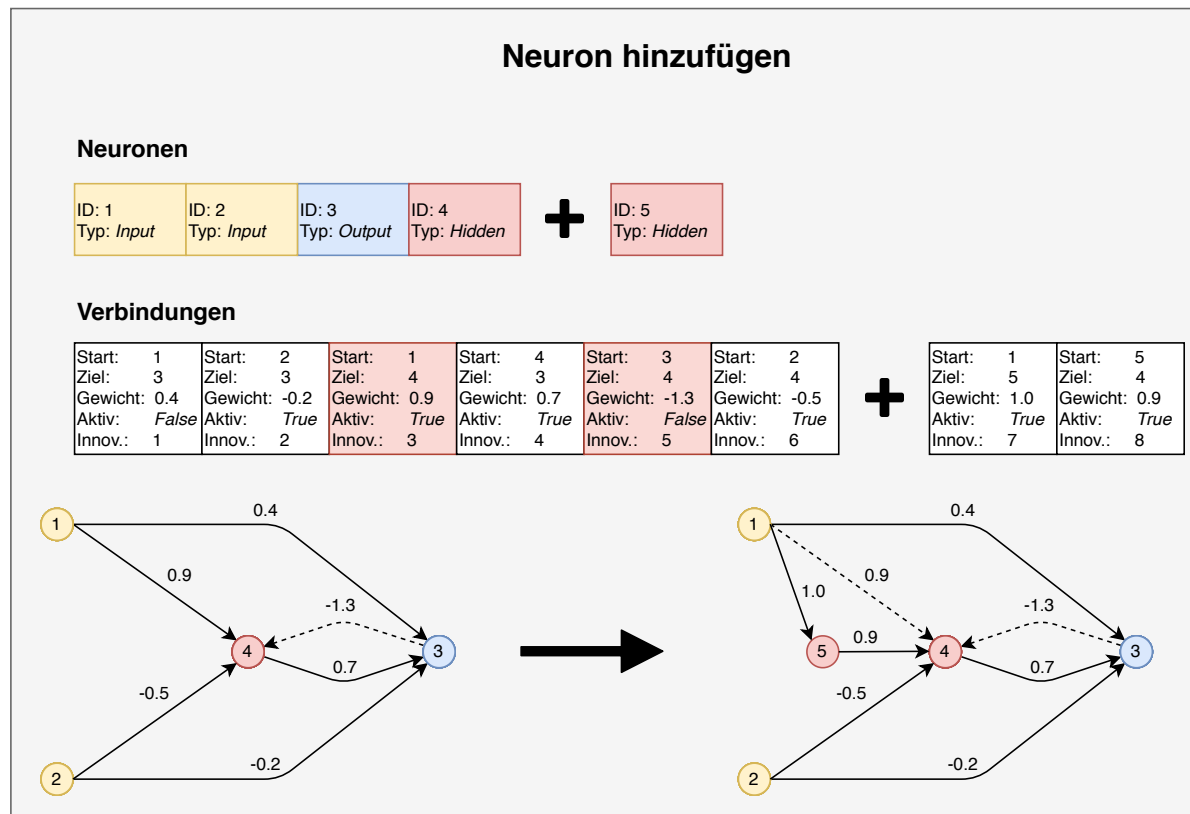 Neuron hinzufügen
Neuronen
ID: 1 ID: 2 ID: 3 ID: 4 ID: 5
Typ: Input Typ: Input Typ: Output Typ: Hidden Typ: Hidden
Verbindungen
Start: 1 Start: 2 Start: 1 Start: 4 Start: 3 Start: 2 Start: 1 Start: 5
Ziel: 3 Ziel: 3 Ziel: 4 Ziel: 3 Ziel: 4 Ziel: 4 Ziel: 5 Ziel: 4
Gewicht: 0.4 Gewicht: -0.2 Gewicht: 0.9 Gewicht: 0.7 Gewicht: -1.3 Gewicht: -0.5 Gewicht: 1.0 Gewicht: 0.9
Aktiv: False Aktiv: True Aktiv: True Aktiv: True Aktiv: False Aktiv: True Aktiv: True Aktiv: True
Innov.: 1 Innov.: 2 Innov.: 3 Innov.: 4 Innov.: 5 Innov.: 6 Innov.: 7 Innov.: 8
0.4
1
0.9
-1.3
4
3
0.7
-0.5
-0.2
2
0.4
1
0.9
1.0
-1.3
5
0.9
4
3
0.7
-0.5
-0.2
2